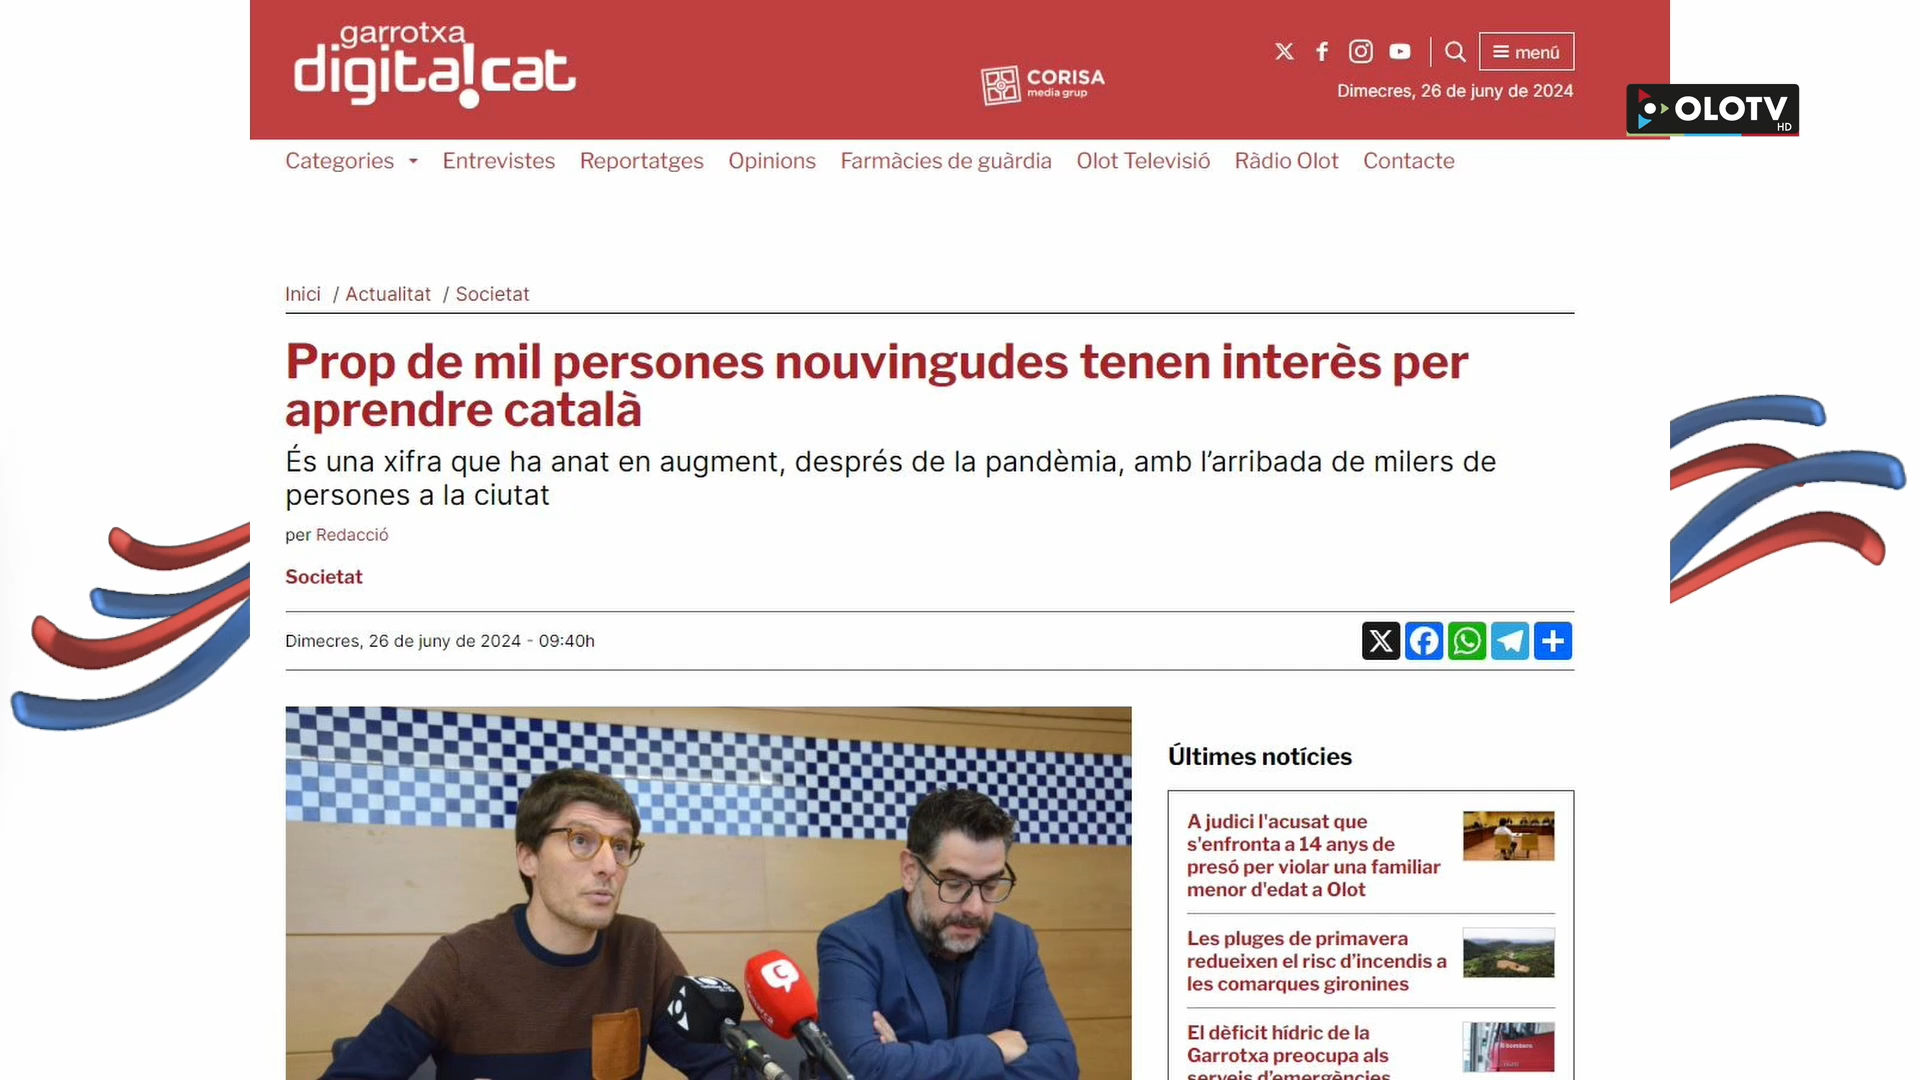 garrotxa
digital.cat
CORISA
media grup
menú
Dimecres, 26 de juny de 2024
OLOTV
HD
Categories
Entrevistes
Reportatges
Opinions
Farmàcies de guàrdia
Olot Televisió
Ràdio Olot
Contacte
Inici / Actualitat / Societat
Prop de mil persones nouvingudes tenen interès per
aprendre català
És una xifra que ha anat en augment, després de la pandèmia, amb l’arribada de milers de
persones a la ciutat
per Redacció
Societat
Dimecres, 26 de juny de 2024 - 09:40h
Últimes notícies
A judici l'acusat que
s'enfronta a 14 anys de
presó per violar una familiar
menor d'edat a Olot
Les pluges de primavera
redueixen el risc d’incendis a
les comarques gironines
El dèficit hídric de la
Garrotxa preocupa als
serveis d’emergències